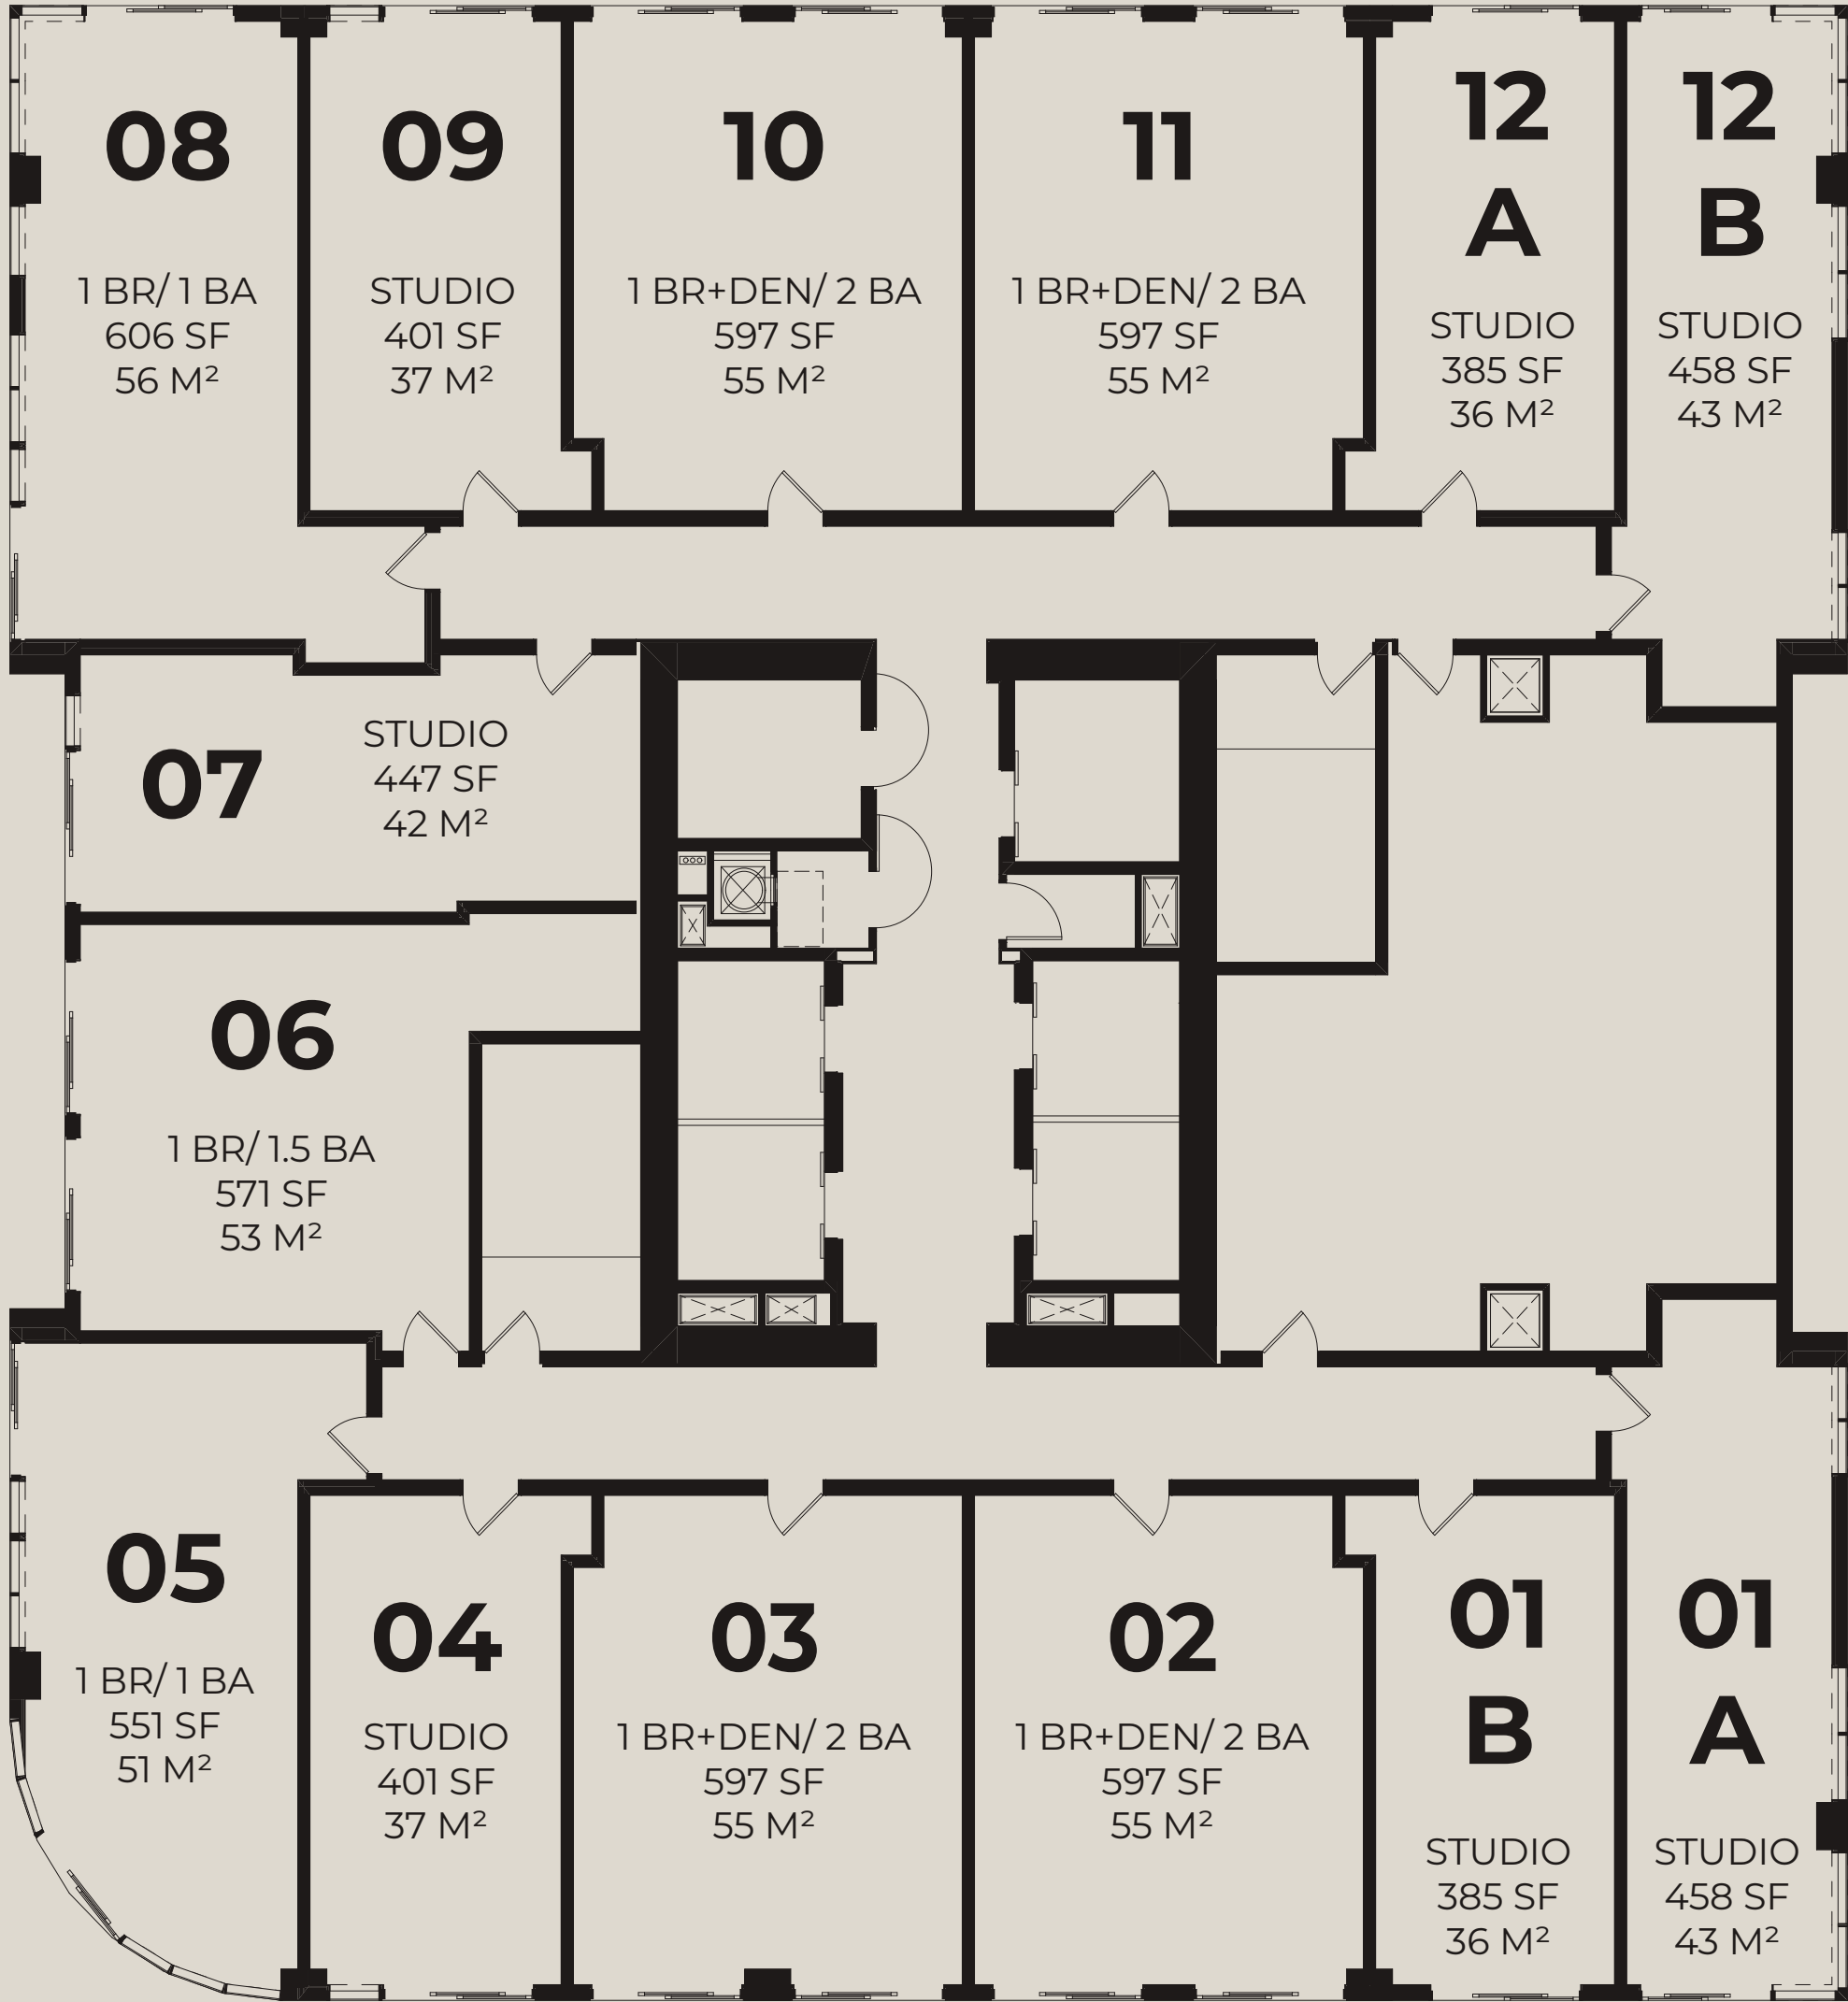 08
1 BR/ 1 BA
606 SF
56 M²
09
STUDIO
401 SF
37 M²
10
1 BR+DEN/ 2 BA
597 SF
55 M²
11
1 BR+DEN/ 2 BA
597 SF
55 M²
12
A
STUDIO
385 SF
36 M²
12
B
STUDIO
458 SF
43 M²
07
STUDIO
447 SF
42 M²
06
1 BR/ 1.5 BA
571 SF
53 M²
05
1 BR/ 1 BA
551 SF
51 M²
04
STUDIO
401 SF
37 M²
03
1 BR+DEN/ 2 BA
597 SF
55 M²
02
1 BR+DEN/ 2 BA
597 SF
55 M²
01
B
STUDIO
385 SF
36 M²
01
A
STUDIO
458 SF
43 M²